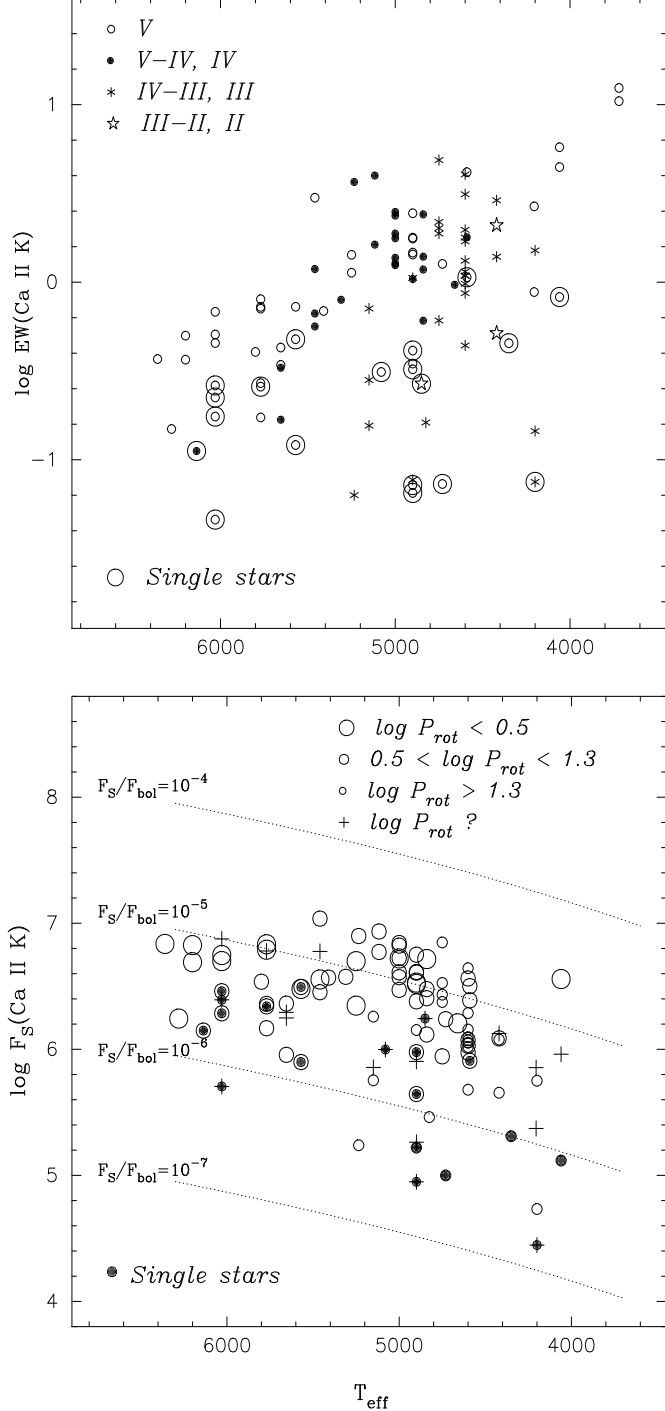 V
V−IV, IV
IV−III, III
III−II, II
1
0
−1
log EW(Ca II K)
Single stars
6000 5000 4000
log P_rot < 0.5
0.5 < log P_rot < 1.3
log P_rot > 1.3
log P_rot ?
F_S/F_bol=10^−4
F_S/F_bol=10^−5
F_S/F_bol=10^−6
F_S/F_bol=10^−7
8
7
6
5
4
log F_S(Ca II K)
Single stars
6000 5000 4000
T_eff